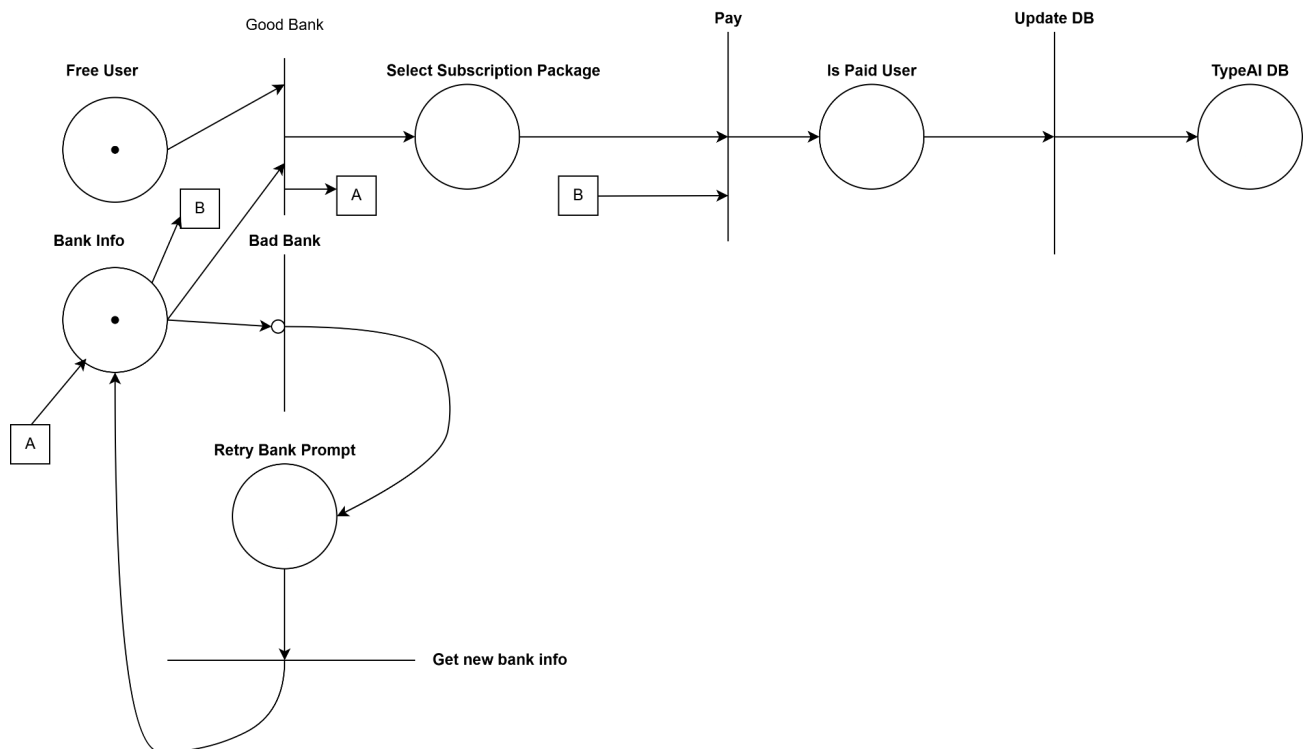 Good Bank
Pay
Update DB
Free User
Select Subscription Package
Is Paid User
TypeAI DB
B
A
B
Bank Info
Bad Bank
A
Retry Bank Prompt
Get new bank info